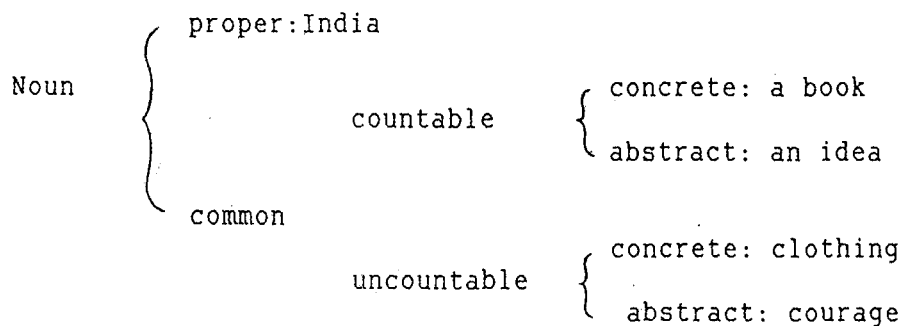 proper:India
Noun
concrete: a book
countable
abstract: an idea
common
concrete: clothing
uncountable
abstract: courage